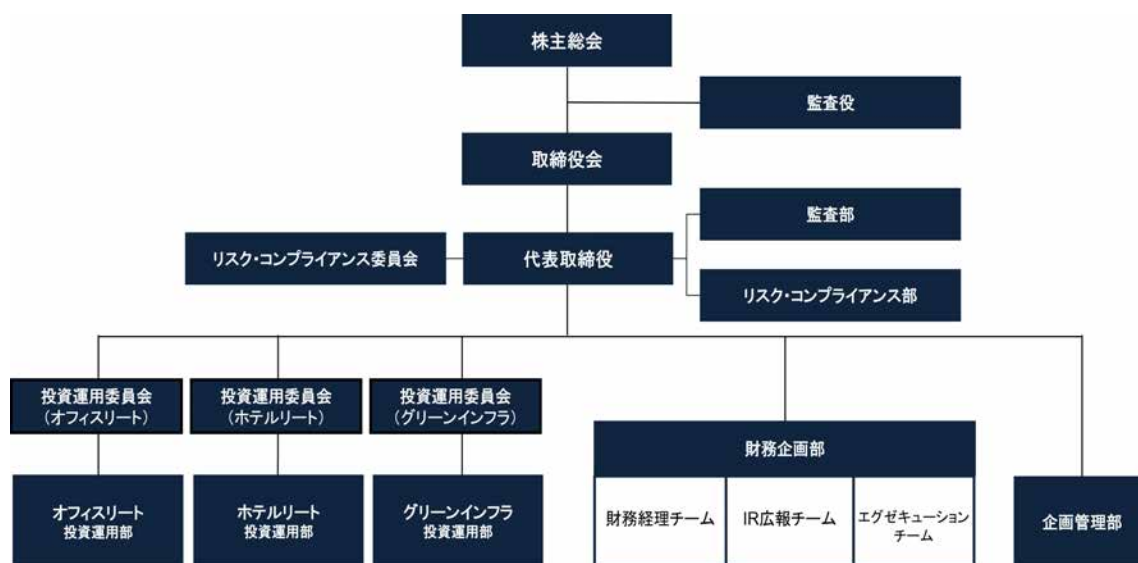 株主総会
監査役
取締役会
監査部
リスク・コンプライアンス委員会
代表取締役
リスク・コンプライアンス部
投資運用委員会
（オフィスリート）
投資運用委員会
（ホテルリート）
投資運用委員会
（グリーンインフラ）
財務企画部
オフィスリート
投資運用部
ホテルリート
投資運用部
グリーンインフラ
投資運用部
財務経理チーム
IR広報チーム
エグゼキューション
チーム
企画管理部